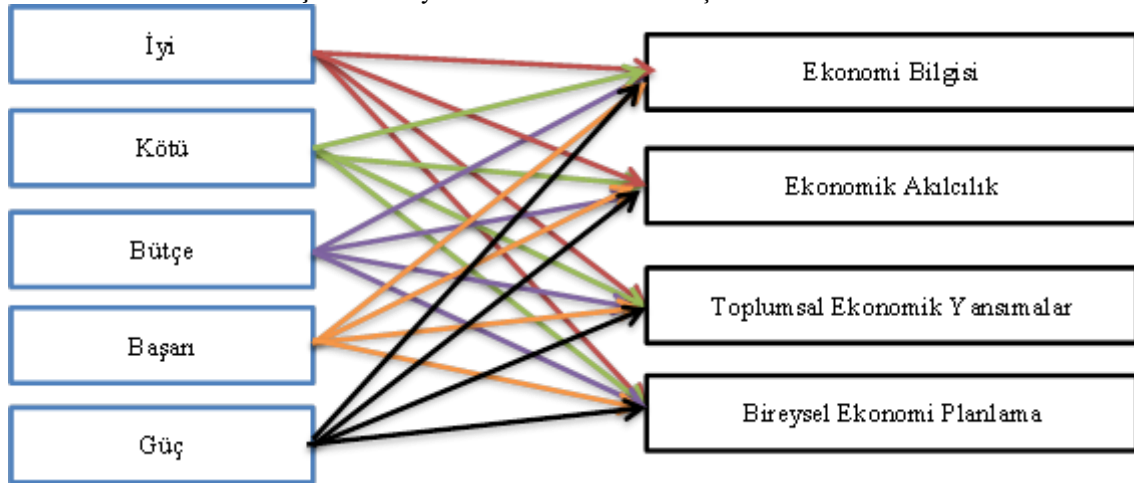 İyi
Kötü
Bütçe
Başarı
Güç
Ekonomi Bilgisi
Ekonomik Akılcılık
Toplumsal Ekonomik Yansımalar
Bireysel Ekonomi Planlama